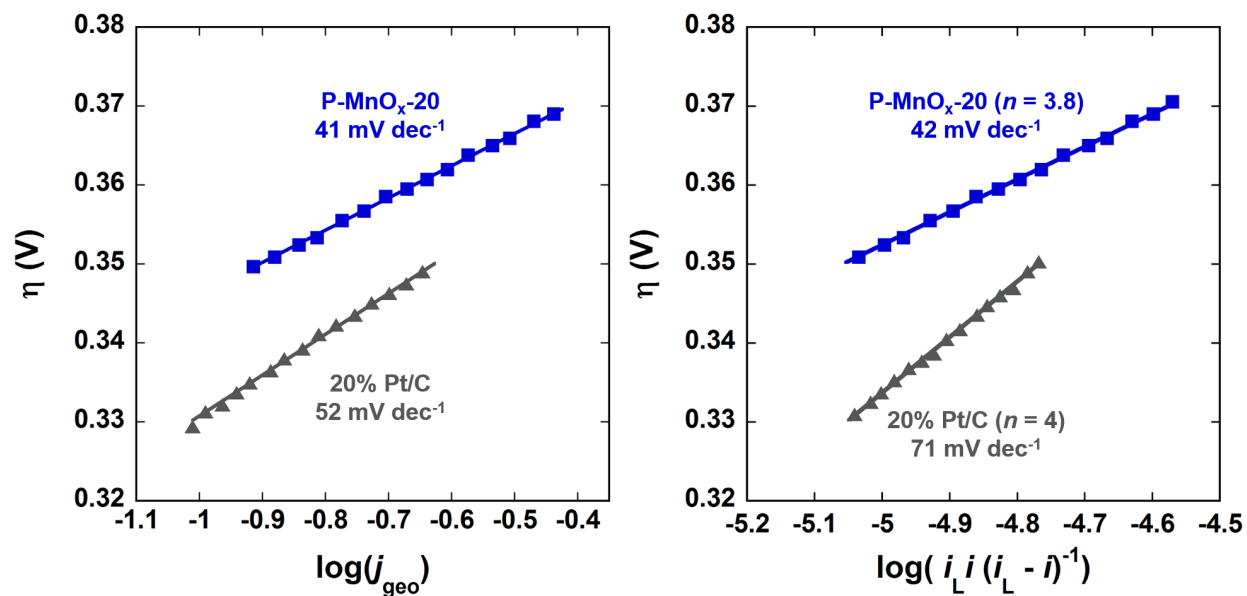 0.38
0.37
0.36
0.35
0.34
0.33
0.32
η (V)
P-MnOₓ-20
41 mV dec⁻¹
20% Pt/C
52 mV dec⁻¹
-1.1 -1 -0.9 -0.8 -0.7 -0.6 -0.5 -0.4
log(j_geo)
0.38
0.37
0.36
0.35
0.34
0.33
0.32
η (V)
P-MnOₓ-20 (n = 3.8)
42 mV dec⁻¹
20% Pt/C (n = 4)
71 mV dec⁻¹
-5.2 -5.1 -5 -4.9 -4.8 -4.7 -4.6 -4.5
log( i_L i (i_L - i)⁻¹)